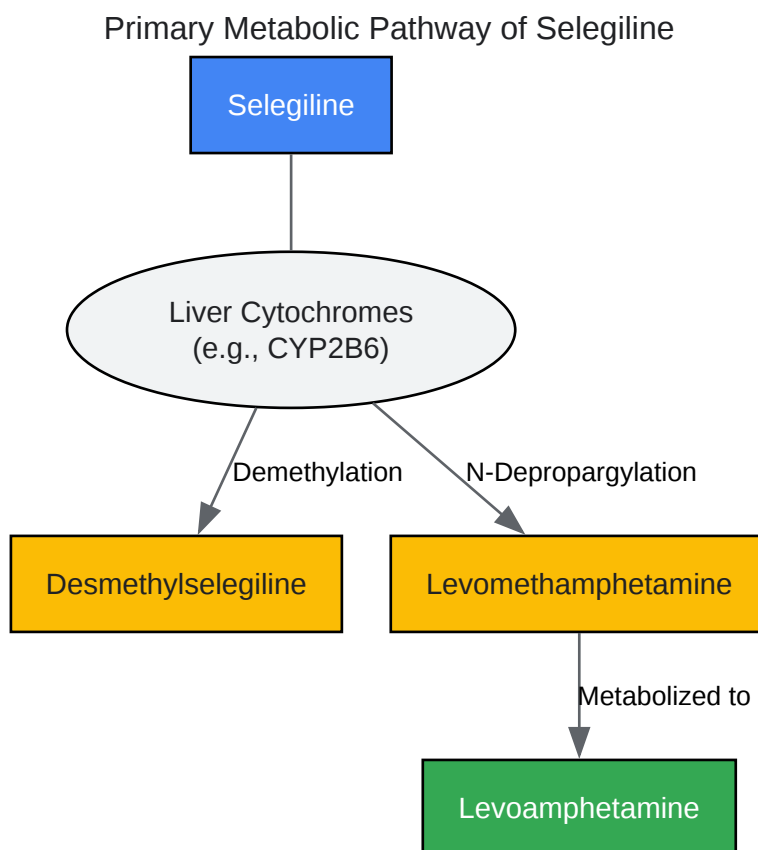 Primary Metabolic Pathway of Selegiline
Selegiline
Liver Cytochromes
(e.g., CYP2B6)
Demethylation
N-Depropargylation
Desmethylselegiline
Levomethamphetamine
Metabolized to
Levoamphetamine